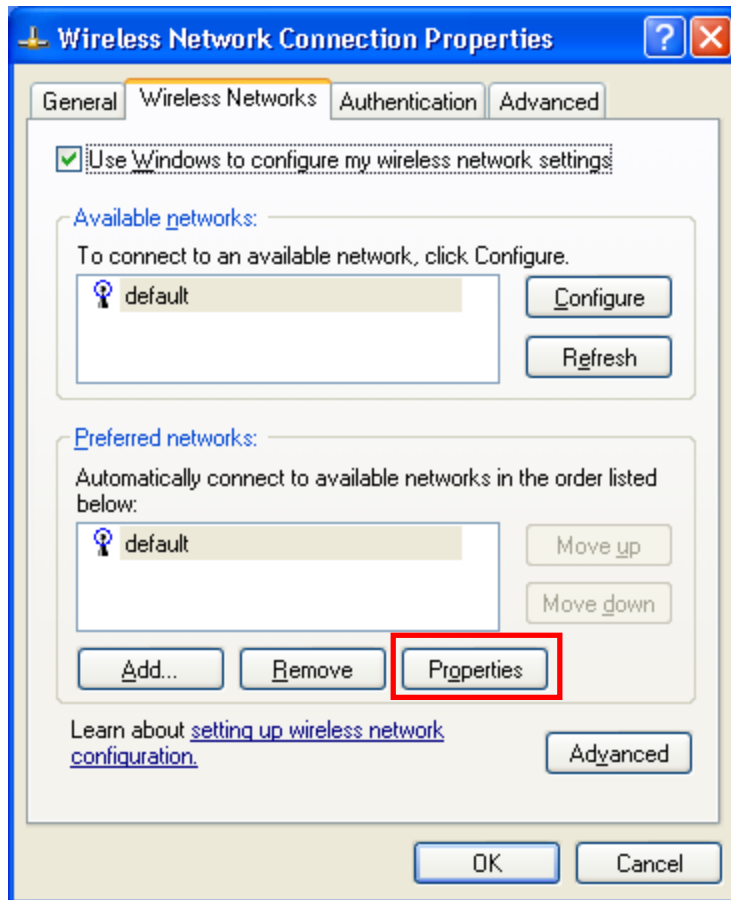 Wireless Network Connection Properties
General Wireless Networks Authentication Advanced
Use Windows to configure my wireless network settings
Available networks:
To connect to an available network, click Configure.
default
Configure
Refresh
Preferred networks:
Automatically connect to available networks in the order listed
below:
default
Move up
Move down
Add... Remove Properties
Learn about setting up wireless network
configuration.
Advanced
OK Cancel